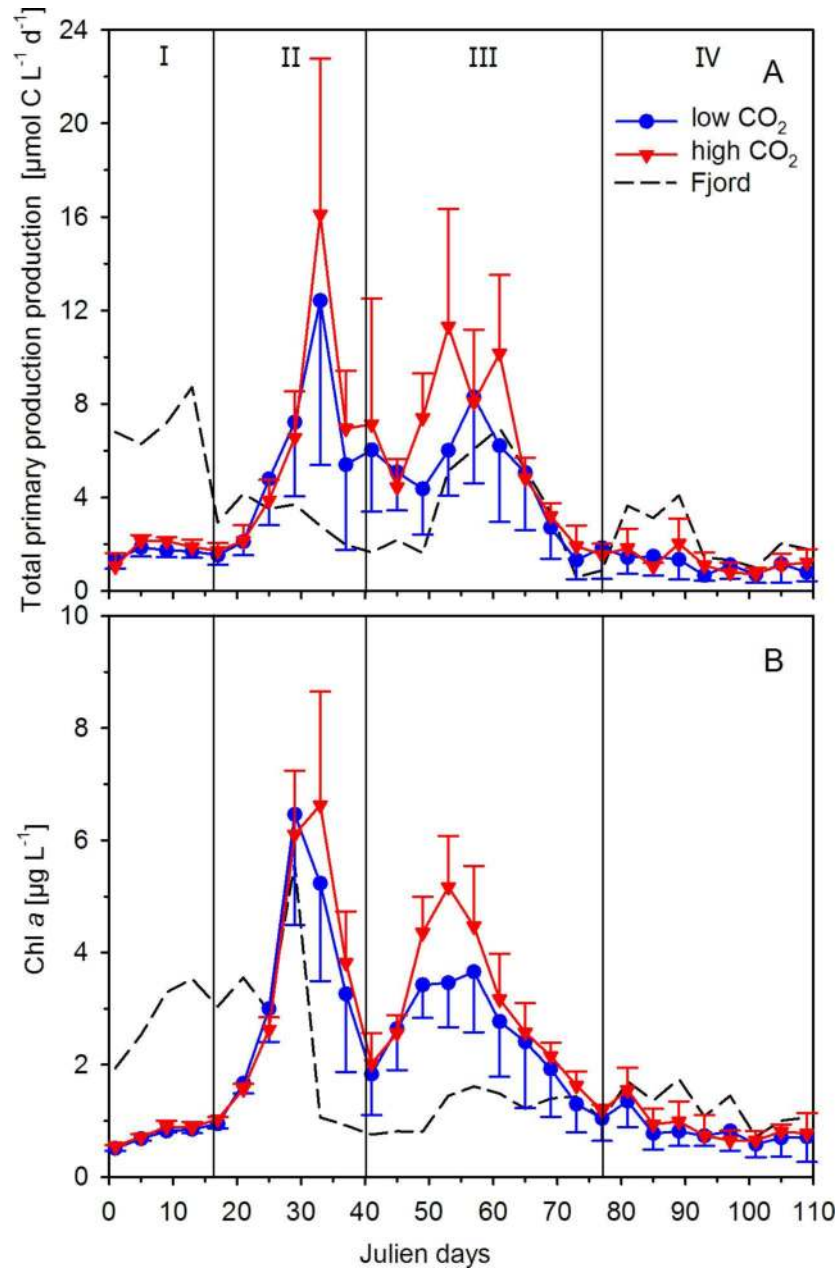 I II III IV A
24
20
16
12
8
4
0
Total primary production production [µmol C L⁻¹ d⁻¹]
low CO₂
high CO₂
Fjord
B
10
8
6
4
2
0
Chl a [µg L⁻¹]
0 10 20 30 40 50 60 70 80 90 100 110
Julien days